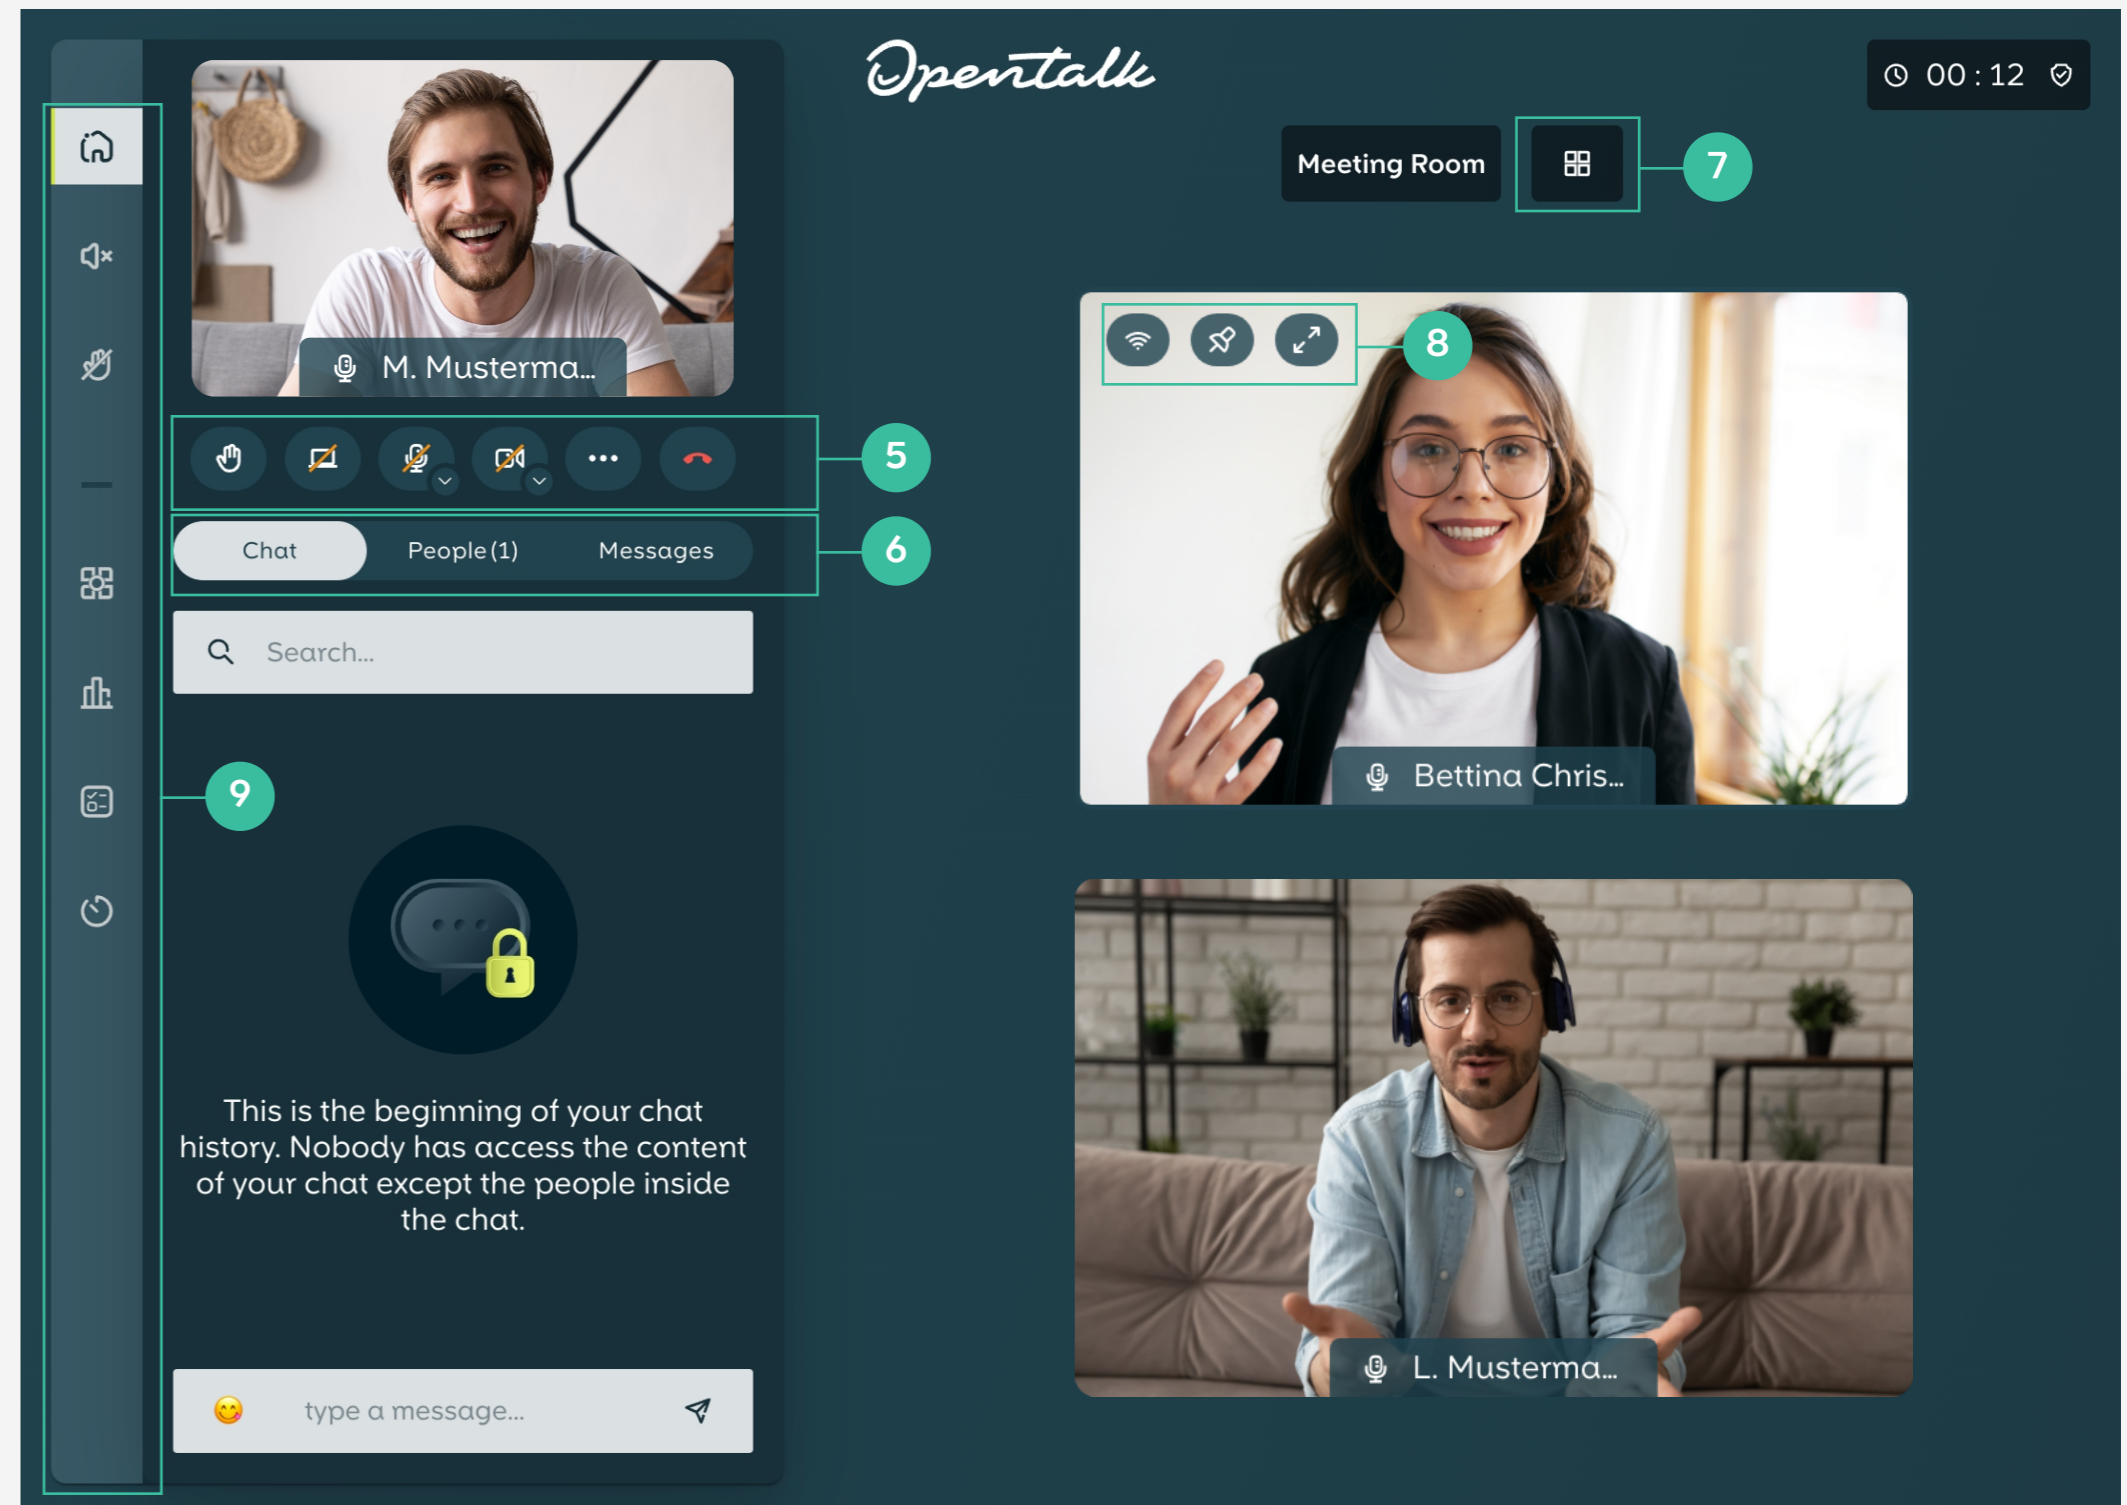 Opentalk
00:12
Meeting Room
7
M. Musterma...
8
5
Chat
People(1)
Messages
6
Search...
Bettina Chris...
9
This is the beginning of your chat
history. Nobody has access the content
of your chat except the people inside
the chat.
L. Musterma...
type a message...